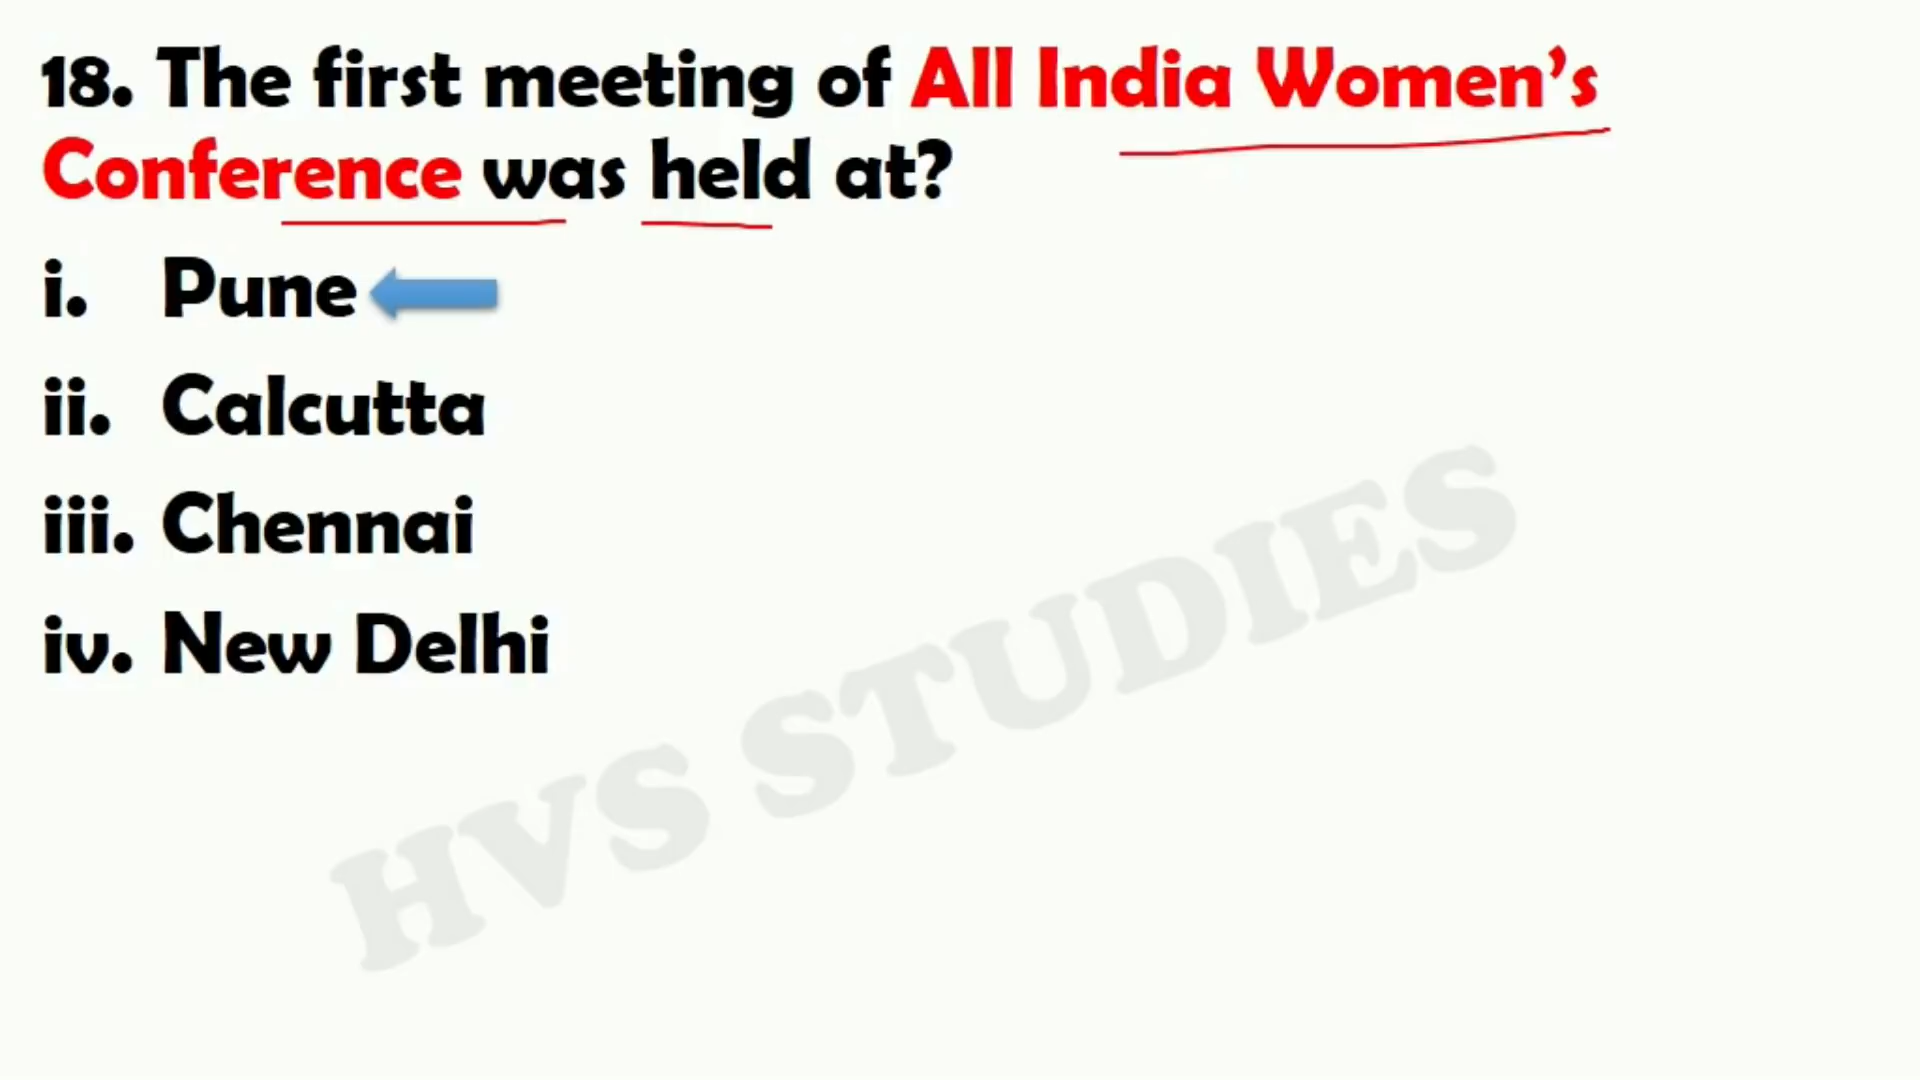 18. The first meeting of All India Women's
Conference was held at?
i. Pune
ii. Calcutta
iii. Chennai
iv. New Delhi
HVS STUDIES